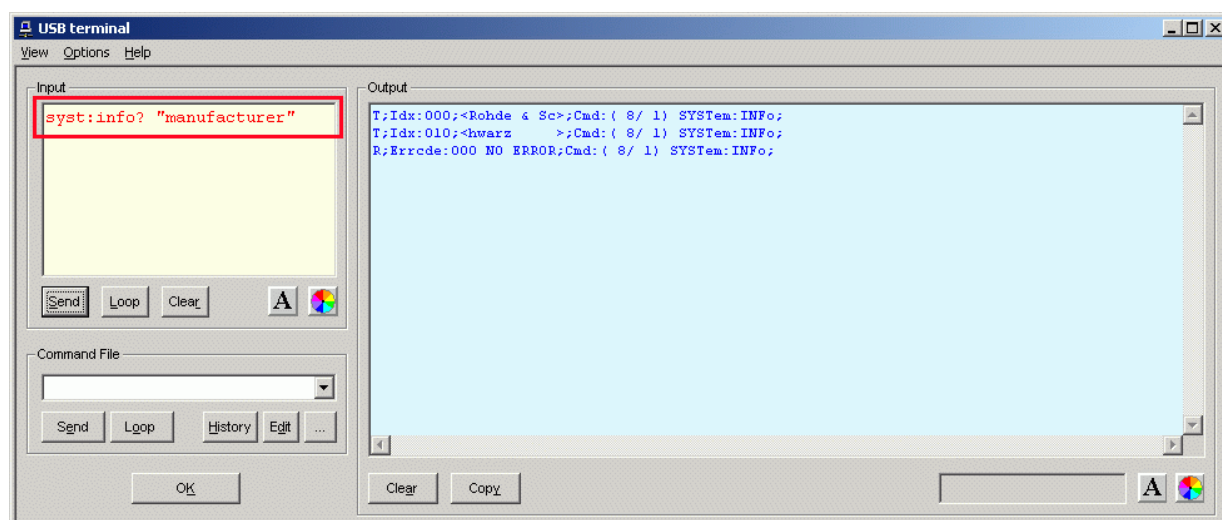 USB terminal
View Options Help
Input
syst:info? "manufacturer"
Send Loop Clear A
Command File
Send Loop History Edit ...
OK
Output
T;Idx:000;<Rohde & Sc>;Cmd:( 8/ 1) SYSTem:INFo;
T;Idx:010;<hwarz     >;Cmd:( 8/ 1) SYSTem:INFo;
R;Errcde:000 NO ERROR;Cmd:( 8/ 1) SYSTem:INFo;
Clear Copy A